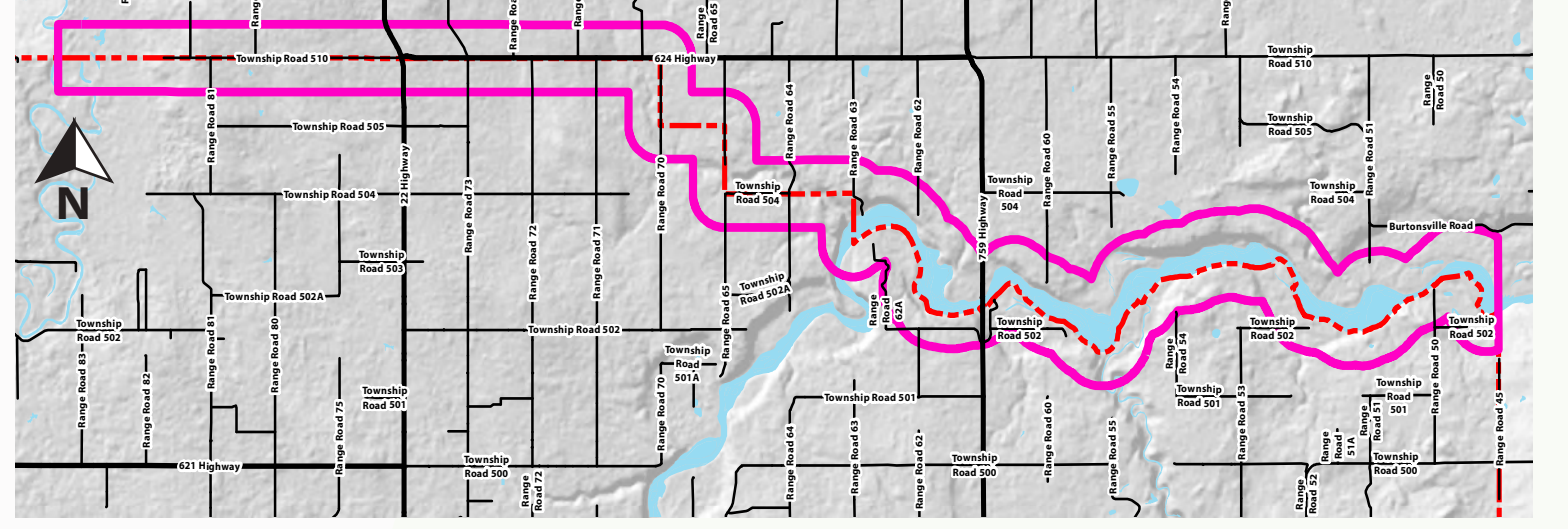 Range
Road 65
Township
Road 510
Township Road 510
624 Highway
Range Road 81
Range Road 64
Range Road 63
Range Road 62
Range Road 55
Range Road 54
Range
Road 50
Township Road 505
Township
Road 505
Range Road 51
22 Highway
Range Road 73
Range Road 70
Range Road 60
N
Township Road 504
Township
Road 504
Township
Road 504
Township
Road 504
Burtonsville Road
759 Highway
Range Road 72
Range Road 71
Township
Road 503
Township Road 502A
Township
Road 502A
Range Road 65
Range
Road
62A
Township
Road 502
Township Road 502
Township
Road 502
Township
Road 502
Township
Road 502
Range Road 83
Range Road 82
Range Road 81
Range Road 80
Range Road 75
Township
Road 501
Township
Road
501A
Range Road 70
Range
Road 54
Township Road 501
Township
Road 501
Township
Road
501
Range Road 50
Range Road 45
Range Road 64
Range Road 63
Range Road 62
Range Road 60
Range Road 55
Range Road 53
Range
Road
51A
Range
Road 51
621 Highway
Township
Road 500
Township
Road 500
Township
Road 500
Range
Road 72
Range
Road 52